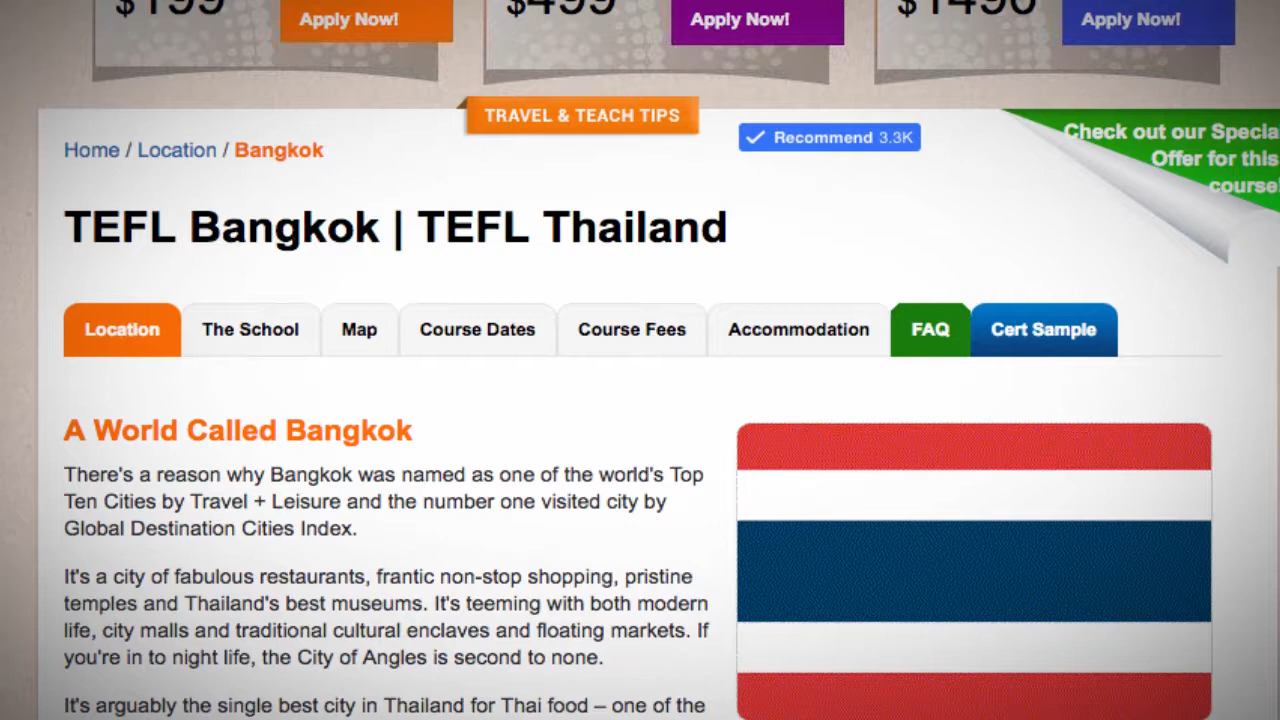 $199
$499
$1490
Apply Now!
Apply Now!
Apply Now!
TRAVEL & TEACH TIPS
Recommend 3.3K
Check out our Specia
Offer for this
course!
Home / Location / Bangkok
TEFL Bangkok | TEFL Thailand
Location
The School
Map
Course Dates
Course Fees
Accommodation
FAQ
Cert Sample
A World Called Bangkok
There's a reason why Bangkok was named as one of the world's Top
Ten Cities by Travel + Leisure and the number one visited city by
Global Destination Cities Index.
It's a city of fabulous restaurants, frantic non-stop shopping, pristine
temples and Thailand's best museums. It's teeming with both modern
life, city malls and traditional cultural enclaves and floating markets. If
you're in to night life, the City of Angles is second to none.
It's arguably the single best city in Thailand for Thai food – one of the